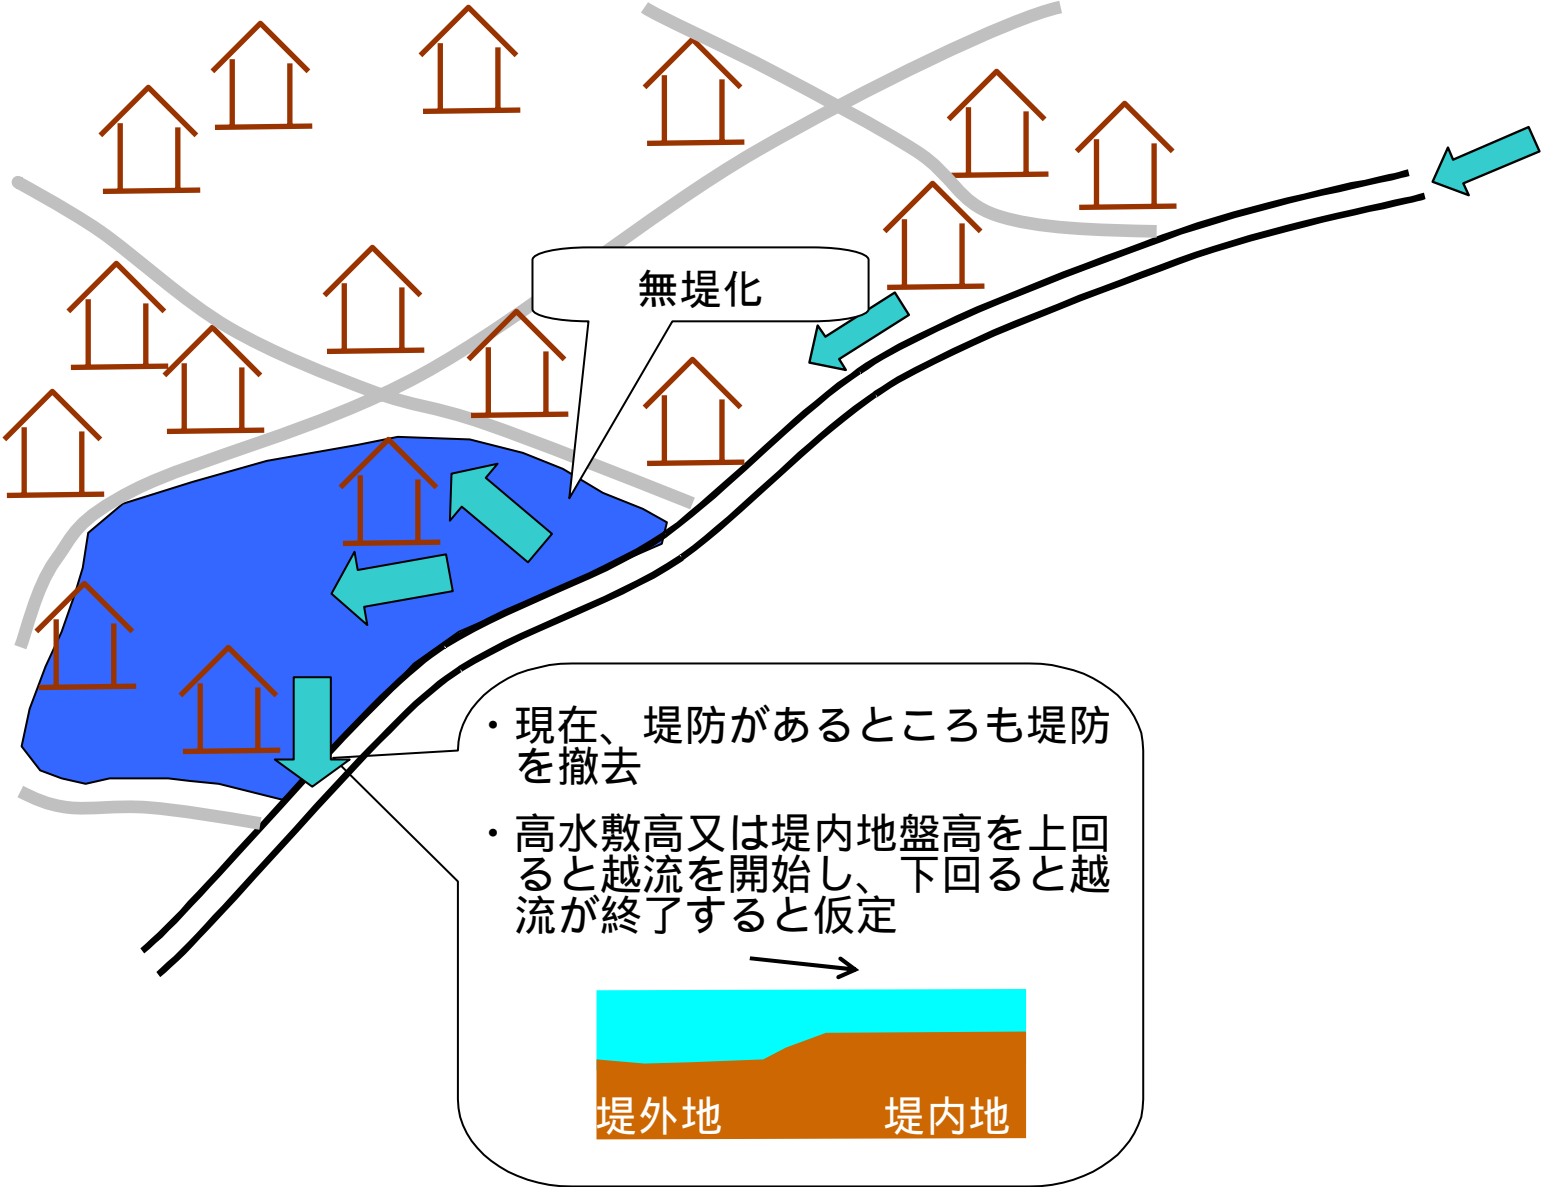 無堤化
・現在、堤防があるところも堤防
を撤去
・高水敷高又は堤内地盤高を上回
ると越流を開始し、下回ると越
流が終了すると仮定
堤外地 堤内地